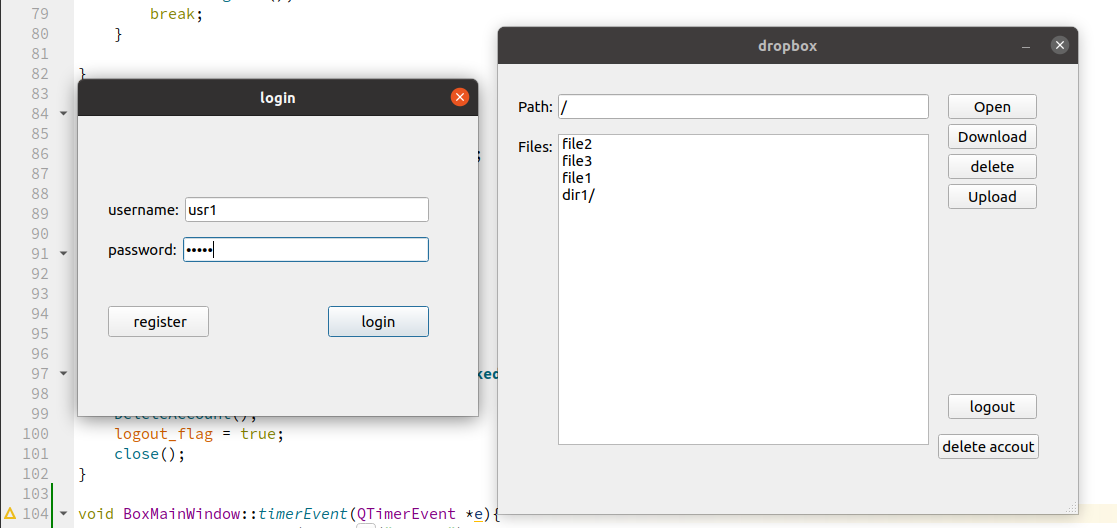 79 break;
80 }
81
82 }
83
84
85
86 ;
87
88
89
90
91
92
93
94
95
96
97
98
99
100 logout_flag = true;
101 close();
102 }
103
104 void BoxMainWindow::timerEvent(QTimerEvent *e){
login
username: usr1
password: •••••
register login
dropbox
Path: / Open
Download
delete
Upload
Files: file2
file3
file1
dir1/
logout
delete accout